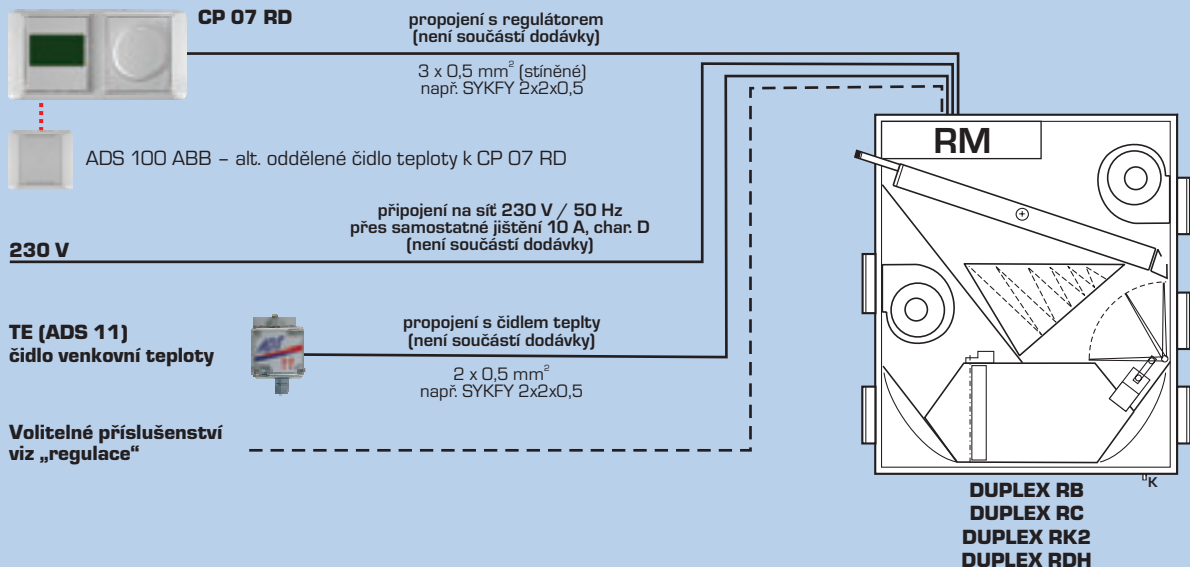 CP 07 RD
propojení s regulátorem
(není součástí dodávky)
3 x 0,5 mm² (stíněné)
např. SYKFY 2x2x0,5
RM
ADS 100 ABB – alt. oddělené čidlo teploty k CP 07 RD
připojení na síť 230 V / 50 Hz
přes samostatné jištění 10 A, char. D
(není součástí dodávky)
230 V
TE (ADS 11)
čidlo venkovní teploty
ADS
11
propojení s čidlem teplty
(není součástí dodávky)
2 x 0,5 mm²
např. SYKFY 2x2x0,5
Volitelné příslušenství
viz „regulace“
K
DUPLEX RB
DUPLEX RC
DUPLEX RK2
DUPLEX RDH